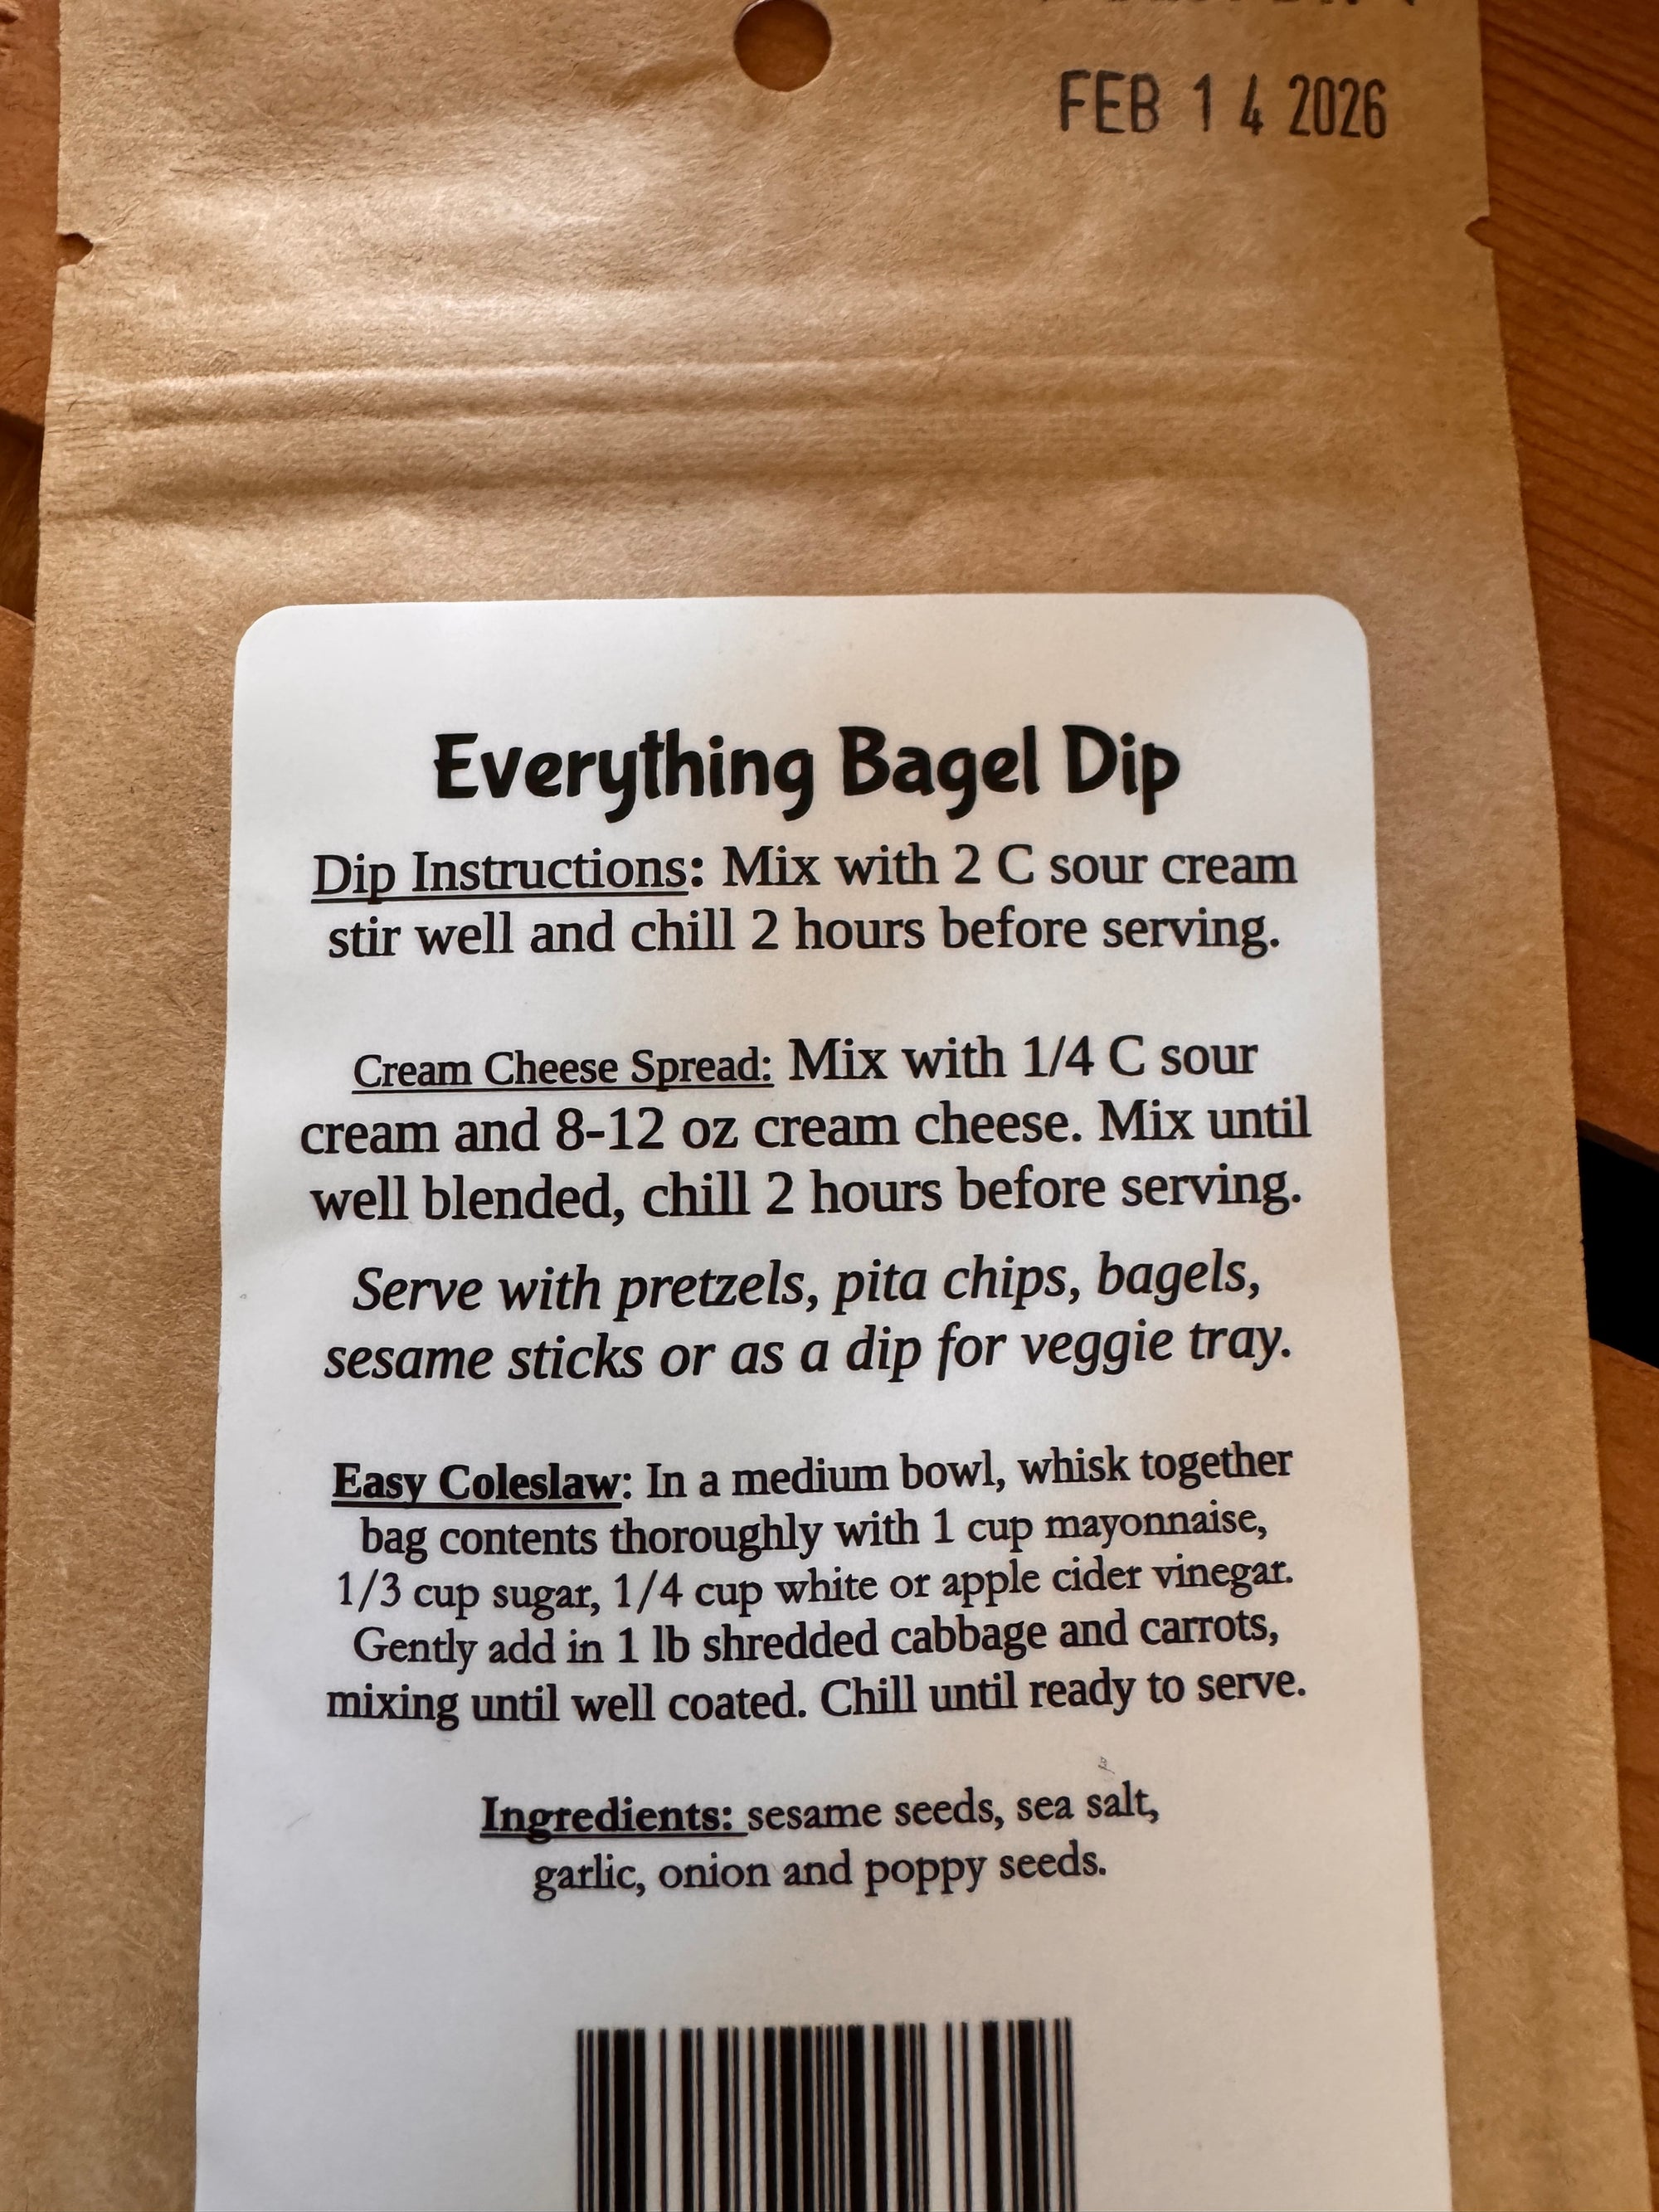 FEB 14 2026
Everything Bagel Dip
Dip Instructions: Mix with 2 C sour cream
stir well and chill 2 hours before serving.
Cream Cheese Spread: Mix with 1/4 C sour
cream and 8-12 oz cream cheese. Mix until
well blended, chill 2 hours before serving.
Serve with pretzels, pita chips, bagels,
sesame sticks or as a dip for veggie tray.
Easy Coleslaw: In a medium bowl, whisk together
bag contents thoroughly with 1 cup mayonnaise,
1/3 cup sugar, 1/4 cup white or apple cider vinegar.
Gently add in 1 lb shredded cabbage and carrots,
mixing until well coated. Chill until ready to serve.
Ingredients: sesame seeds, sea salt,
garlic, onion and poppy seeds.